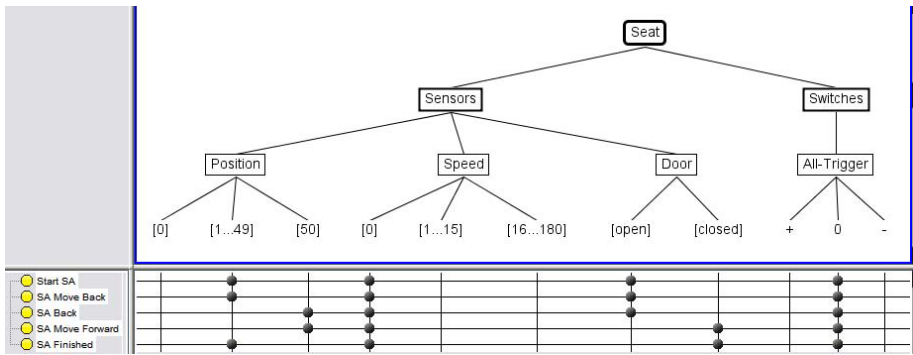 Seat
Sensors Switches
Position Speed Door All-Trigger
[0] [1...49] [50] [0] [1...15] [16...180] [open] [closed] + 0 -
Start SA
SA Move Back
SA Back
SA Move Forward
SA Finished